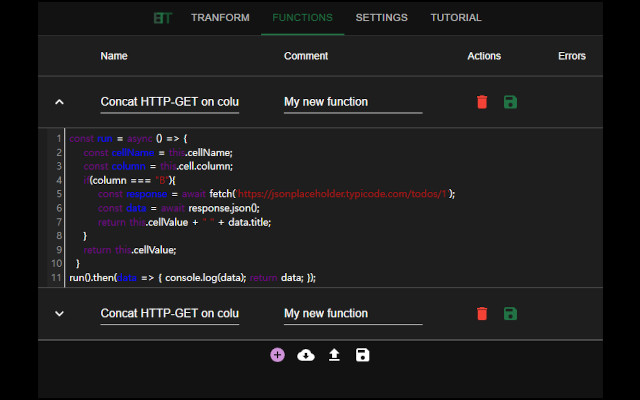 ET TRANFORM FUNCTIONS SETTINGS TUTORIAL
Name Comment Actions Errors
Concat HTTP-GET on colu My new function
1 const run = async () => {
2 const cellName = this.cellName;
3 const column = this.cell.column;
4 if(column === "B"){
5 const response = await fetch('https://jsonplaceholder.typicode.com/todos/1');
6 const data = await response.json();
7 return this.cellValue + " " + data.title;
8 }
9 return this.cellValue;
10 }
11 run().then(data => { console.log(data); return data; });
Concat HTTP-GET on colu My new function